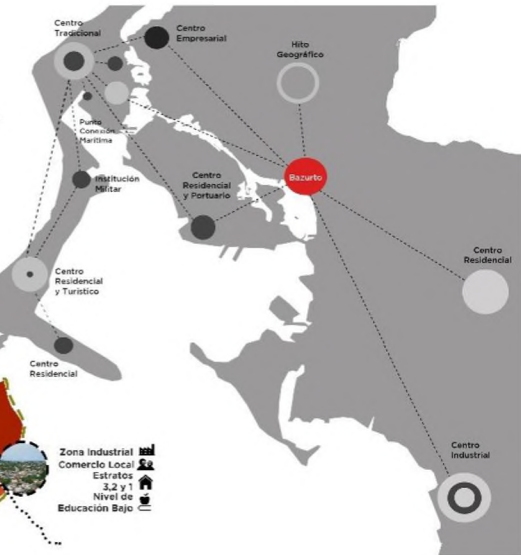 Centro
Tradicional
Centro
Empresarial
Hito
Geográfico
Punto
Conexión
Marítima
Institución
Militar
Centro
Residencial
y Portuario
Bazurto
Centro
Residencial
Centro
Residencial
y Turístico
Centro
Residencial
Centro
Industrial
Zona Industrial
Comercio Local
Estratos
3,2 y 1
Nivel de
Educación Bajo